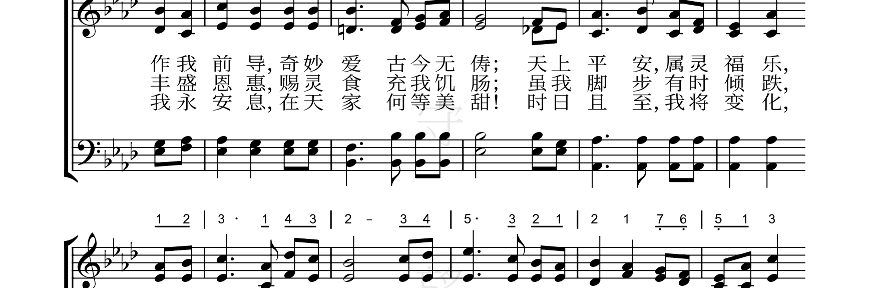 作我前导,奇妙爱古今无俦;天上平安,属灵福乐,
丰盛恩惠,赐灵食充我饥肠;虽我脚步有时倾跌,
我永安息,在天家何等美甜!时日且至,我将变化,
1 2 | 3· 1 4 3 | 2 - 3 4 | 5· 3 2 1 | 2 1 7 6 | 5 1 3